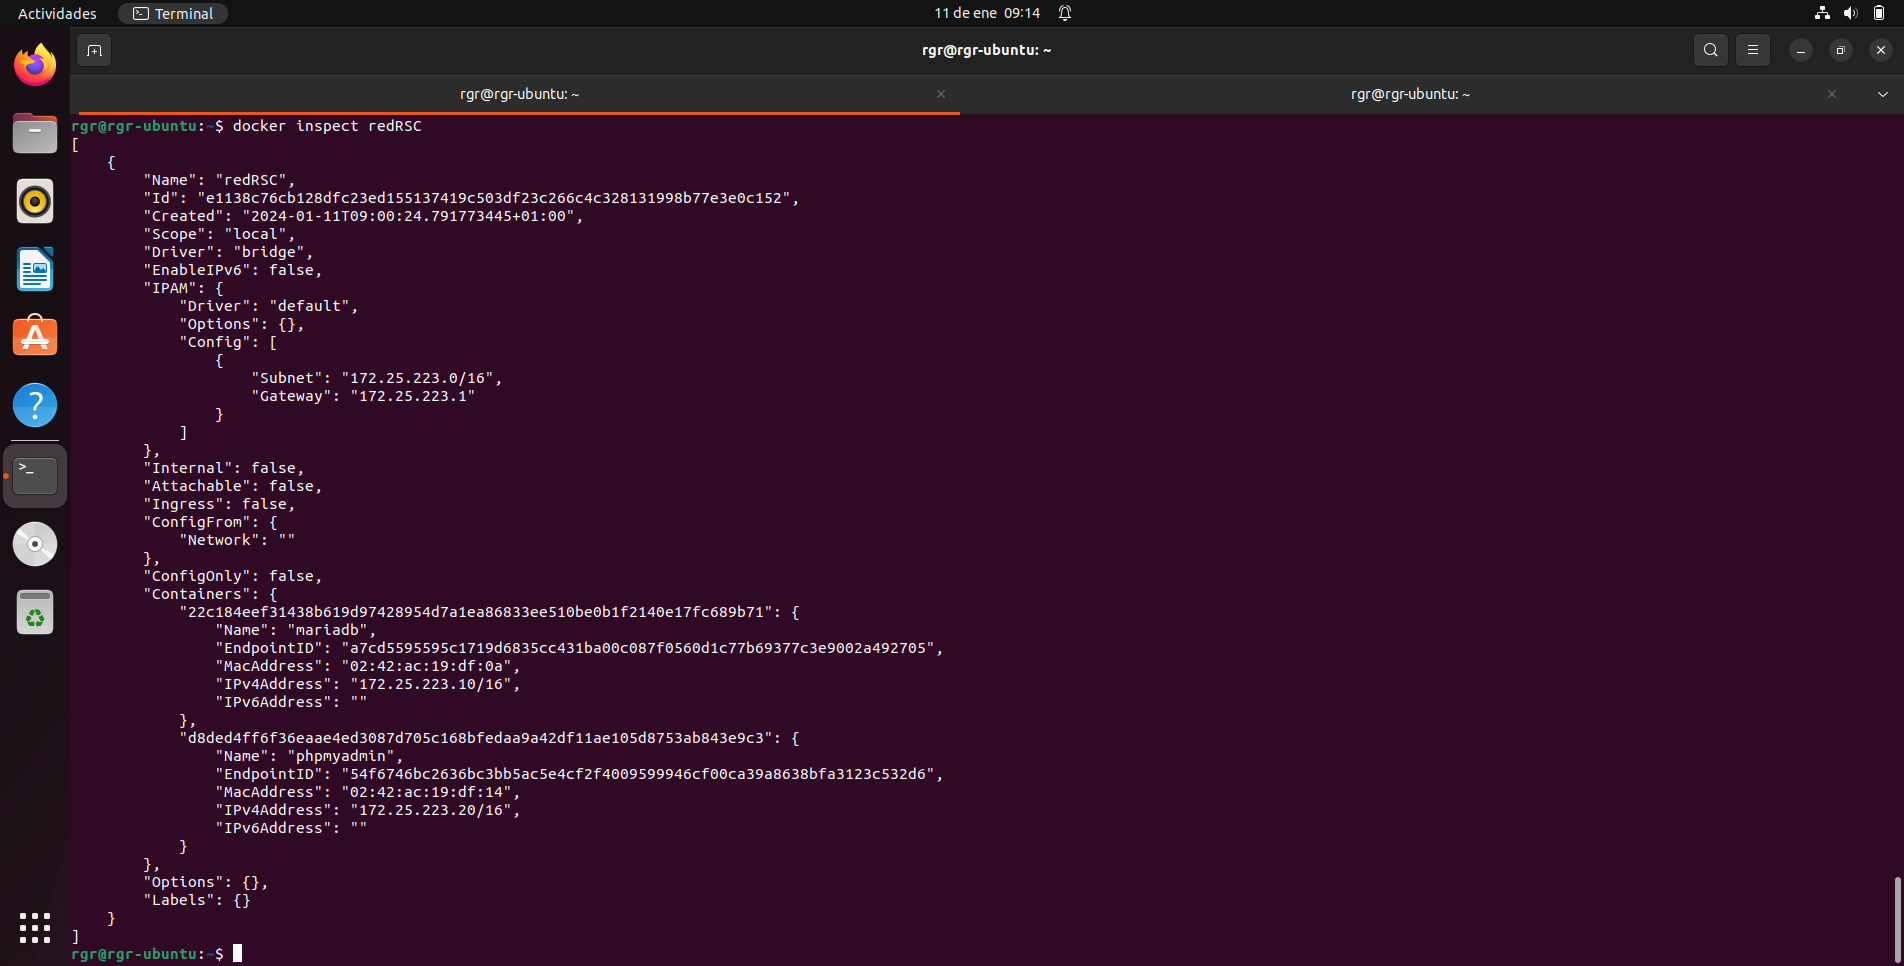 Actividades
Terminal
11 de ene 09:14
rgr@rgr-ubuntu: ~
rgr@rgr-ubuntu: ~
rgr@rgr-ubuntu: ~
rgr@rgr-ubuntu:~$ docker inspect redRSC
[
    {
        "Name": "redRSC",
        "Id": "e1138c76cb128dfc23ed155137419c503df23c266c4c328131998b77e3e0c152",
        "Created": "2024-01-11T09:00:24.791773445+01:00",
        "Scope": "local",
        "Driver": "bridge",
        "EnableIPv6": false,
        "IPAM": {
            "Driver": "default",
            "Options": {},
            "Config": [
                {
                    "Subnet": "172.25.223.0/16",
                    "Gateway": "172.25.223.1"
                }
            ]
        },
        "Internal": false,
        "Attachable": false,
        "Ingress": false,
        "ConfigFrom": {
            "Network": ""
        },
        "ConfigOnly": false,
        "Containers": {
            "22c184eef31438b619d97428954d7a1ea86833ee510be0b1f2140e17fc689b71": {
                "Name": "mariadb",
                "EndpointID": "a7cd5595595c1719d6835cc431ba00c087f0560d1c77b69377c3e9002a492705",
                "MacAddress": "02:42:ac:19:df:0a",
                "IPv4Address": "172.25.223.10/16",
                "IPv6Address": ""
            },
            "d8ded4ff6f36eaae4ed3087d705c168bfedaa9a42df11ae105d8753ab843e9c3": {
                "Name": "phpmyadmin",
                "EndpointID": "54f6746bc2636bc3bb5ac5e4cf2f4009599946cf00ca39a8638bfa3123c532d6",
                "MacAddress": "02:42:ac:19:df:14",
                "IPv4Address": "172.25.223.20/16",
                "IPv6Address": ""
            }
        },
        "Options": {},
        "Labels": {}
    }
]
rgr@rgr-ubuntu:~$